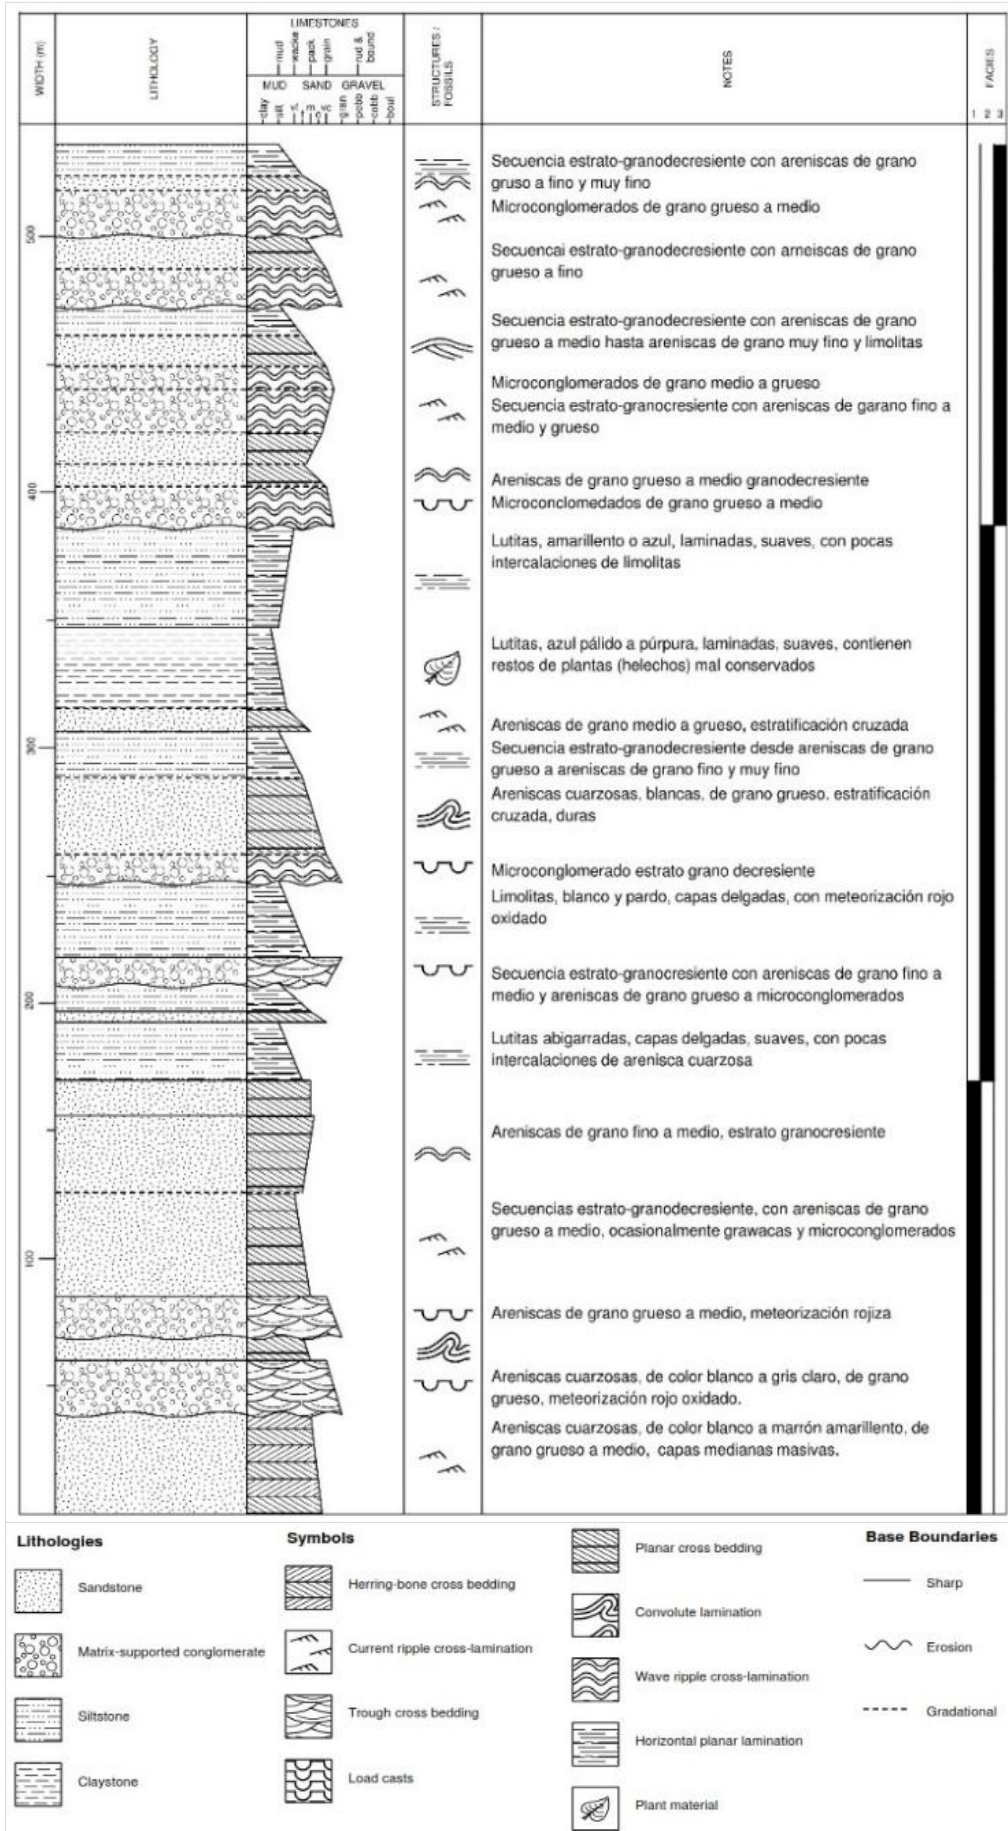 WIDTH (m)
LITHOLOGY
LIMESTONES
mud
wacke
pack
grain
rud &
bound
MUD SAND GRAVEL
clay
silt
vf
f
m
c
vc
gran
pebb
cobb
boul
STRUCTURES /
FOSSILS
NOTES
FACIES
1 2 3
Secuencia estrato-granodecresiente con areniscas de grano
gruso a fino y muy fino
Microconglomerados de grano grueso a medio
500
Secuencai estrato-granodecresiente con arneiscas de grano
grueso a fino
Secuencia estrato-granodecresiente con areniscas de grano
grueso a medio hasta areniscas de grano muy fino y limolitas
Microconglomerados de grano medio a grueso
Secuencia estrato-granocresiente con areniscas de garano fino a
medio y grueso
Areniscas de grano grueso a medio granodecresiente
400
Microconclomedados de grano grueso a medio
Lutitas, amarillento o azul, laminadas, suaves, con pocas
intercalaciones de limolitas
Lutitas, azul pálido a púrpura, laminadas, suaves, contienen
restos de plantas (helechos) mal conservados
Areniscas de grano medio a grueso, estratificación cruzada
300
Secuencia estrato-granodecresiente desde areniscas de grano
grueso a areniscas de grano fino y muy fino
Areniscas cuarzosas, blancas, de grano grueso, estratificación
cruzada, duras
Microconglomerado estrato grano decresiente
Limolitas, blanco y pardo, capas delgadas, con meteorización rojo
oxidado
Secuencia estrato-granocresiente con areniscas de grano fino a
medio y areniscas de grano grueso a microconglomerados
200
Lutitas abigarradas, capas delgadas, suaves, con pocas
intercalaciones de arenisca cuarzosa
Areniscas de grano fino a medio, estrato granocresiente
Secuencias estrato-granodecresiente, con areniscas de grano
grueso a medio, ocasionalmente grawacas y microconglomerados
100
Areniscas de grano grueso a medio, meteorización rojiza
Areniscas cuarzosas, de color blanco a gris claro, de grano
grueso, meteorización rojo oxidado.
Areniscas cuarzosas, de color blanco a marrón amarillento, de
grano grueso a medio, capas medianas masivas.
Lithologies
Sandstone
Matrix-supported conglomerate
Siltstone
Claystone
Symbols
Herring-bone cross bedding
Current ripple cross-lamination
Trough cross bedding
Load casts
Planar cross bedding
Convolute lamination
Wave ripple cross-lamination
Horizontal planar lamination
Plant material
Base Boundaries
Sharp
Erosion
Gradational